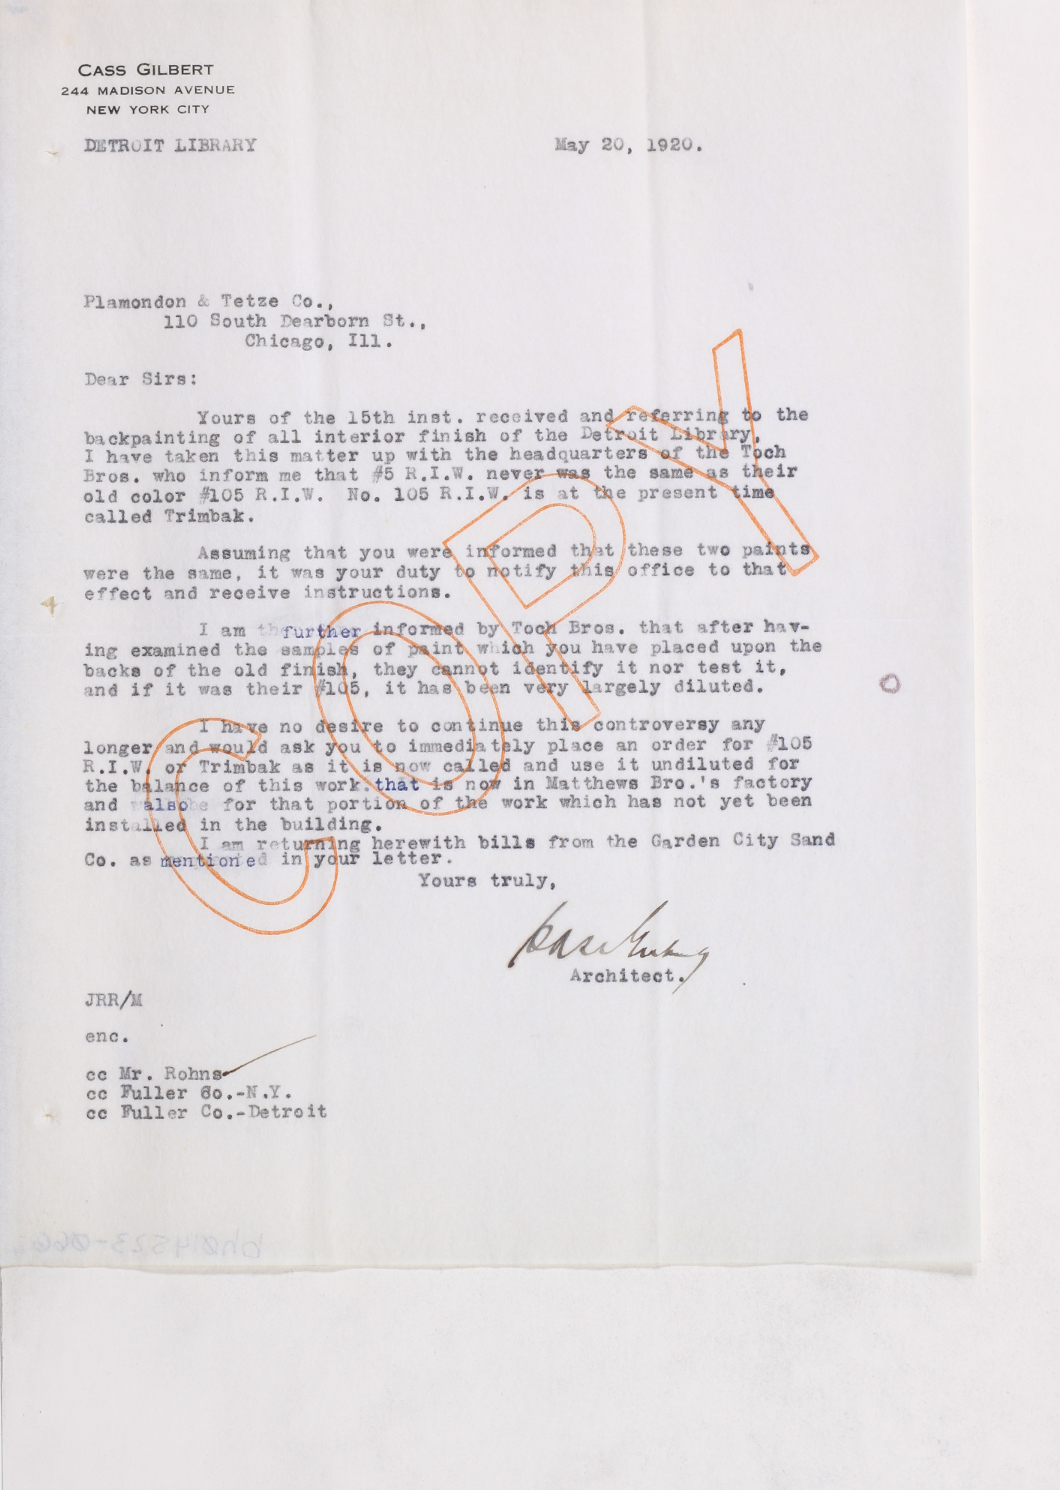 CASS GILBERT
244 MADISON AVENUE
NEW YORK CITY
DETROIT LIBRARY May 20, 1920.
Plamondon & Tetze Co.,
110 South Dearborn St.,
Chicago, Ill.
Dear Sirs:
Yours of the 15th inst. received and referring to the
backpainting of all interior finish of the Detroit Library,
I have taken this matter up with the headquarters of the Toch
Bros. who inform me that #5 R.I.W. never was the same as their
old color #105 R.I.W. No. 105 R.I.W. is at the present time
called Trimbak.
Assuming that you were informed that these two paints
were the same, it was your duty to notify this office to that
effect and receive instructions.
I am further informed by Toch Bros. that after hav-
ing examined the samples of paint which you have placed upon the
backs of the old finish, they cannot identify it nor test it,
and if it was their #105, it has been very largely diluted.
I have no desire to continue this controversy any
longer and would ask you to immediately place an order for #105
R.I.W. or Trimbak as it is now called and use it undiluted for
the balance of this work that is now in Matthews Bro.'s factory
and also for that portion of the work which has not yet been
installed in the building.
I am returning herewith bills from the Garden City Sand
Co. as mentioned in your letter.
Yours truly,
Cass Gilbert
Architect.
JRR/M
enc.
cc Mr. Rohns
cc Fuller Co.-N.Y.
cc Fuller Co.-Detroit
COPY